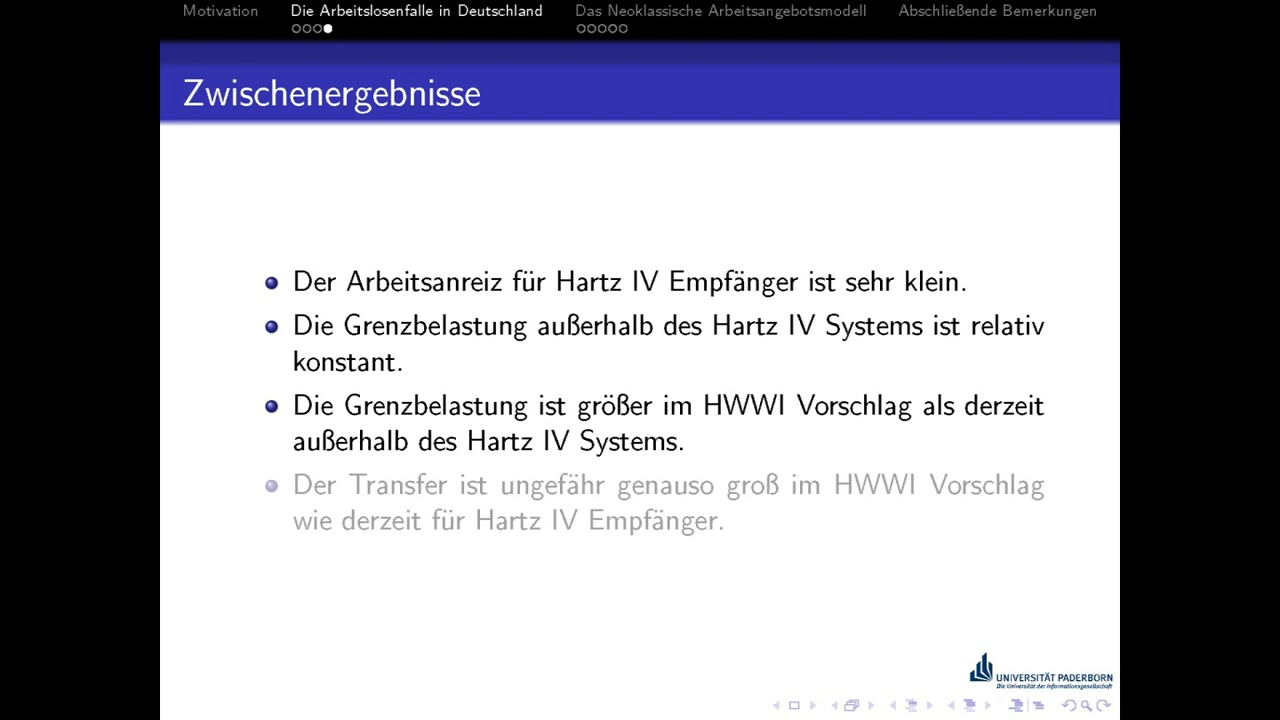 Motivation Die Arbeitslosenfalle in Deutschland Das Neoklassische Arbeitsangebotsmodell Abschließende Bemerkungen
Zwischenergebnisse
Der Arbeitsanreiz für Hartz IV Empfänger ist sehr klein.
Die Grenzbelastung außerhalb des Hartz IV Systems ist relativ
konstant.
Die Grenzbelastung ist größer im HWWI Vorschlag als derzeit
außerhalb des Hartz IV Systems.
Der Transfer ist ungefähr genauso groß im HWWI Vorschlag
wie derzeit für Hartz IV Empfänger.
UNIVERSITÄT PADERBORN
Die Universität der Informationsgesellschaft